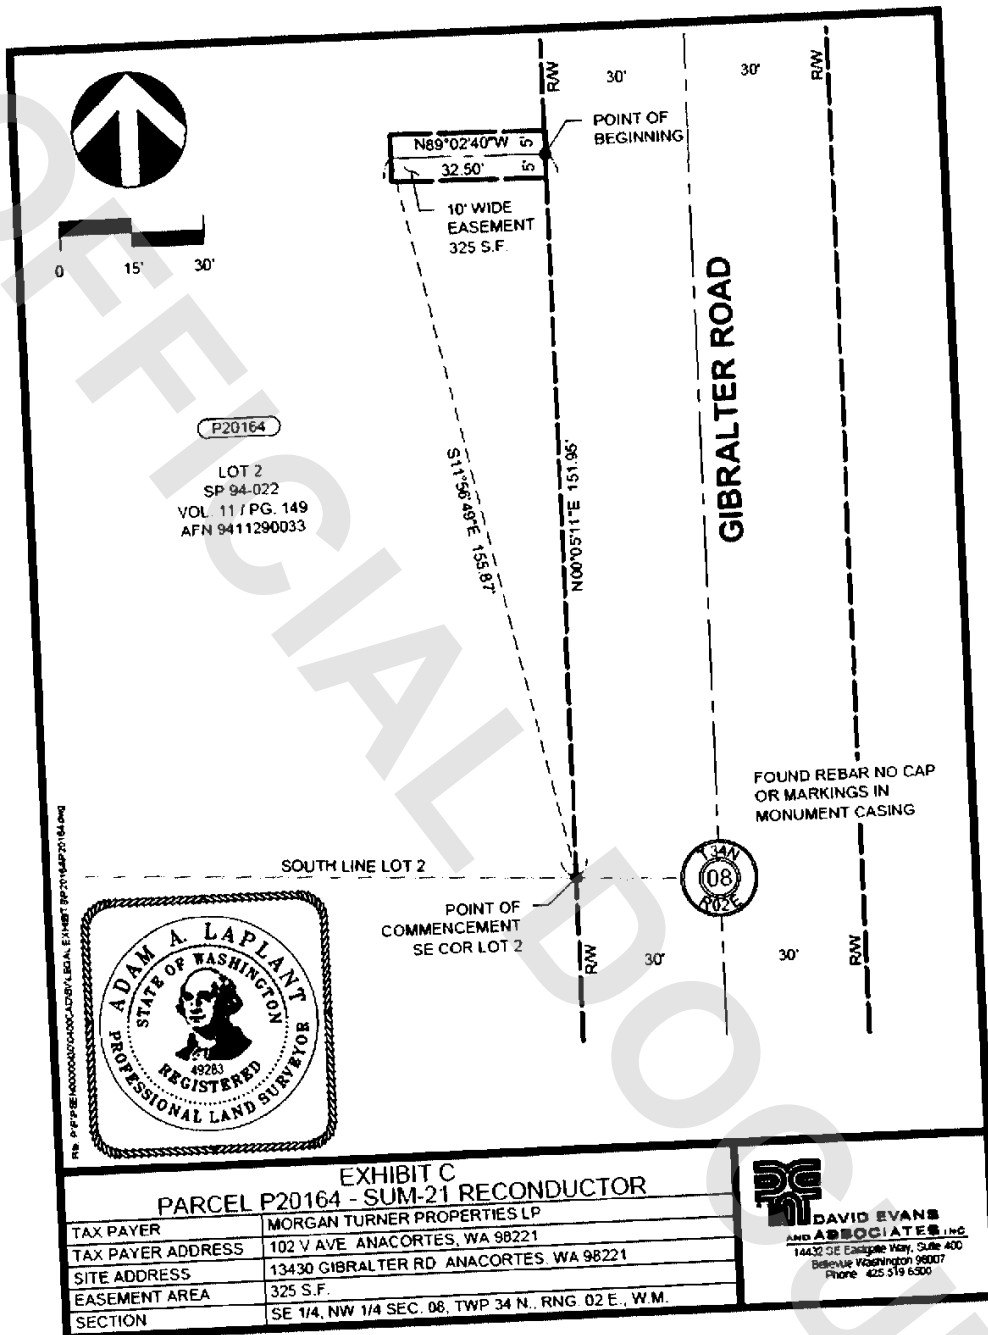 R/W
30'
30'
R/W
POINT OF
BEGINNING
N89°02'40"W
5'
32.50'
5'
10' WIDE
EASEMENT
325 S.F.
0
15'
30'
GIBRALTER ROAD
P20164
LOT 2
SP 94-022
VOL. 11 / PG. 149
AFN 9411290033
S11°56'49"E 155.87'
N00°05'11"E 151.95'
FOUND REBAR NO CAP
OR MARKINGS IN
MONUMENT CASING
SOUTH LINE LOT 2
T34N
08
R02E
POINT OF
COMMENCEMENT
SE COR LOT 2
R/W
30'
30'
R/W
ADAM A. LAPLANT
STATE OF WASHINGTON
49283
REGISTERED
PROFESSIONAL LAND SURVEYOR
EXHIBIT C
PARCEL P20164 - SUM-21 RECONDUCTOR
TAX PAYER
MORGAN TURNER PROPERTIES LP
TAX PAYER ADDRESS
102 V AVE ANACORTES, WA 98221
SITE ADDRESS
13430 GIBRALTER RD ANACORTES, WA 98221
EASEMENT AREA
325 S.F.
SECTION
SE 1/4, NW 1/4 SEC. 08, TWP 34 N., RNG. 02 E., W.M.
DAVID EVANS
AND ASSOCIATES INC
14432 SE Eastgate Way, Suite 400
Bellevue Washington 98007
Phone 425 519 6500
OFFICIAL DOCU